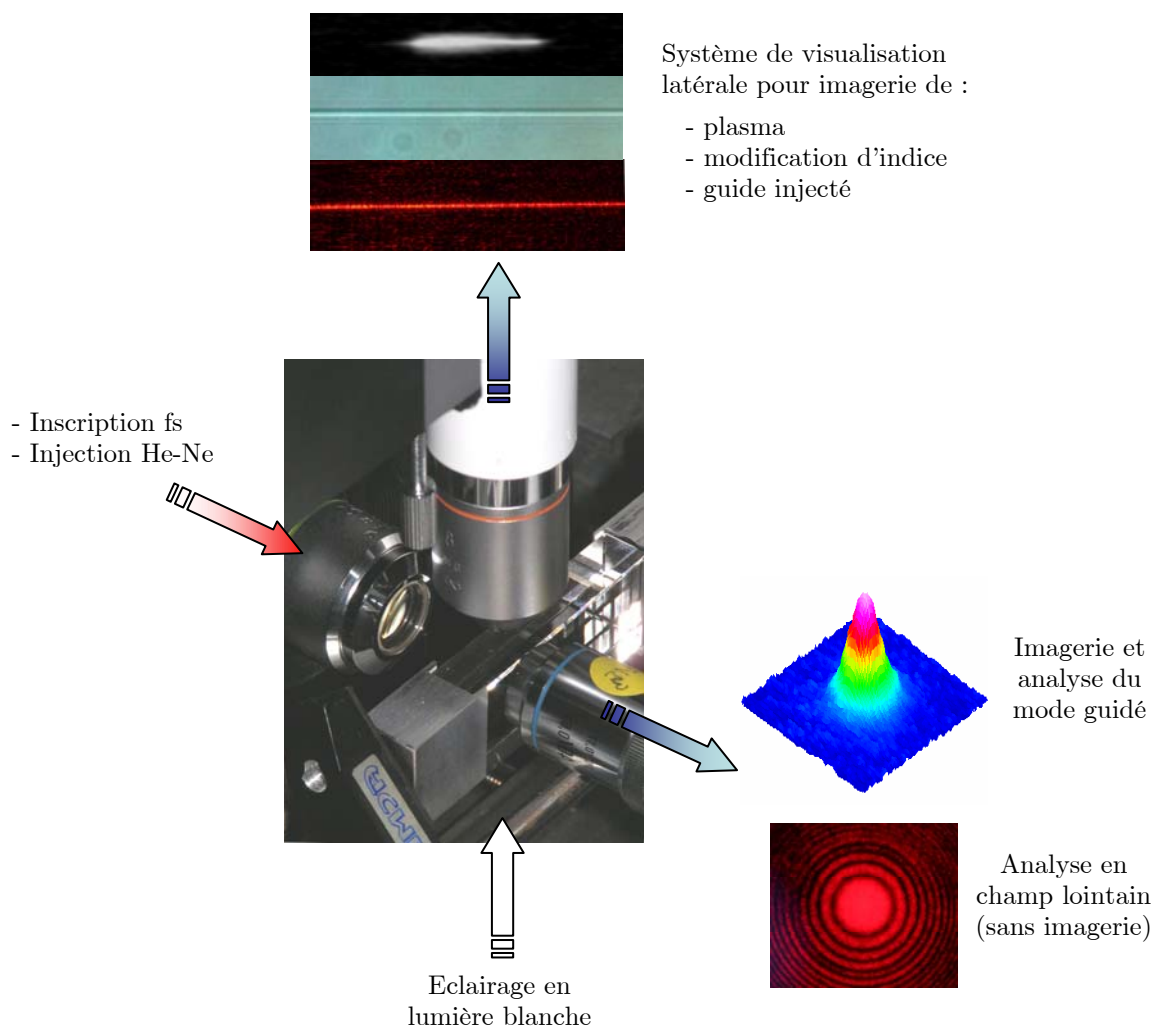 Système de visualisation
latérale pour imagerie de :
- plasma
- modification d'indice
- guide injecté
- Inscription fs
- Injection He-Ne
Imagerie et
analyse du
mode guidé
Analyse en
champ lointain
(sans imagerie)
Eclairage en
lumière blanche